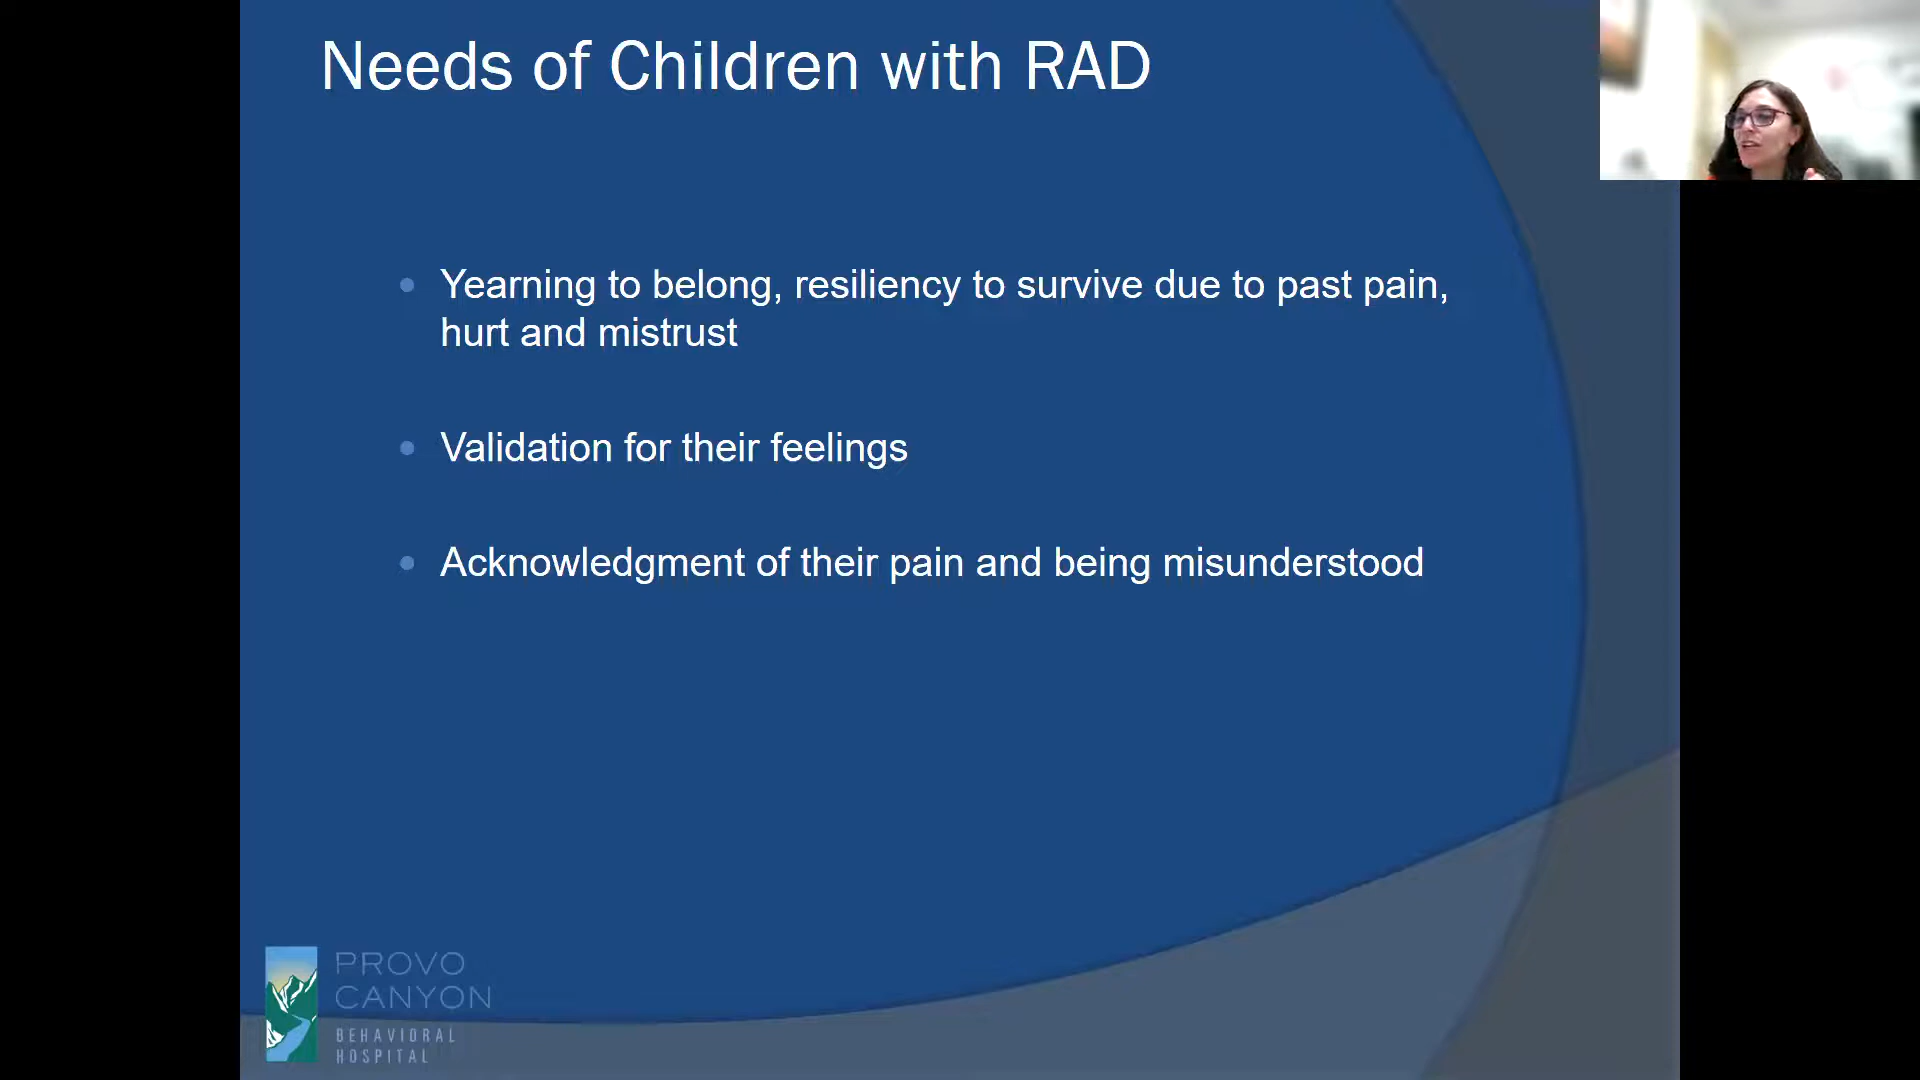 Needs of Children with RAD
Yearning to belong, resiliency to survive due to past pain,
hurt and mistrust
Validation for their feelings
Acknowledgment of their pain and being misunderstood
PROVO
CANYON
BEHAVIORAL
HOSPITAL